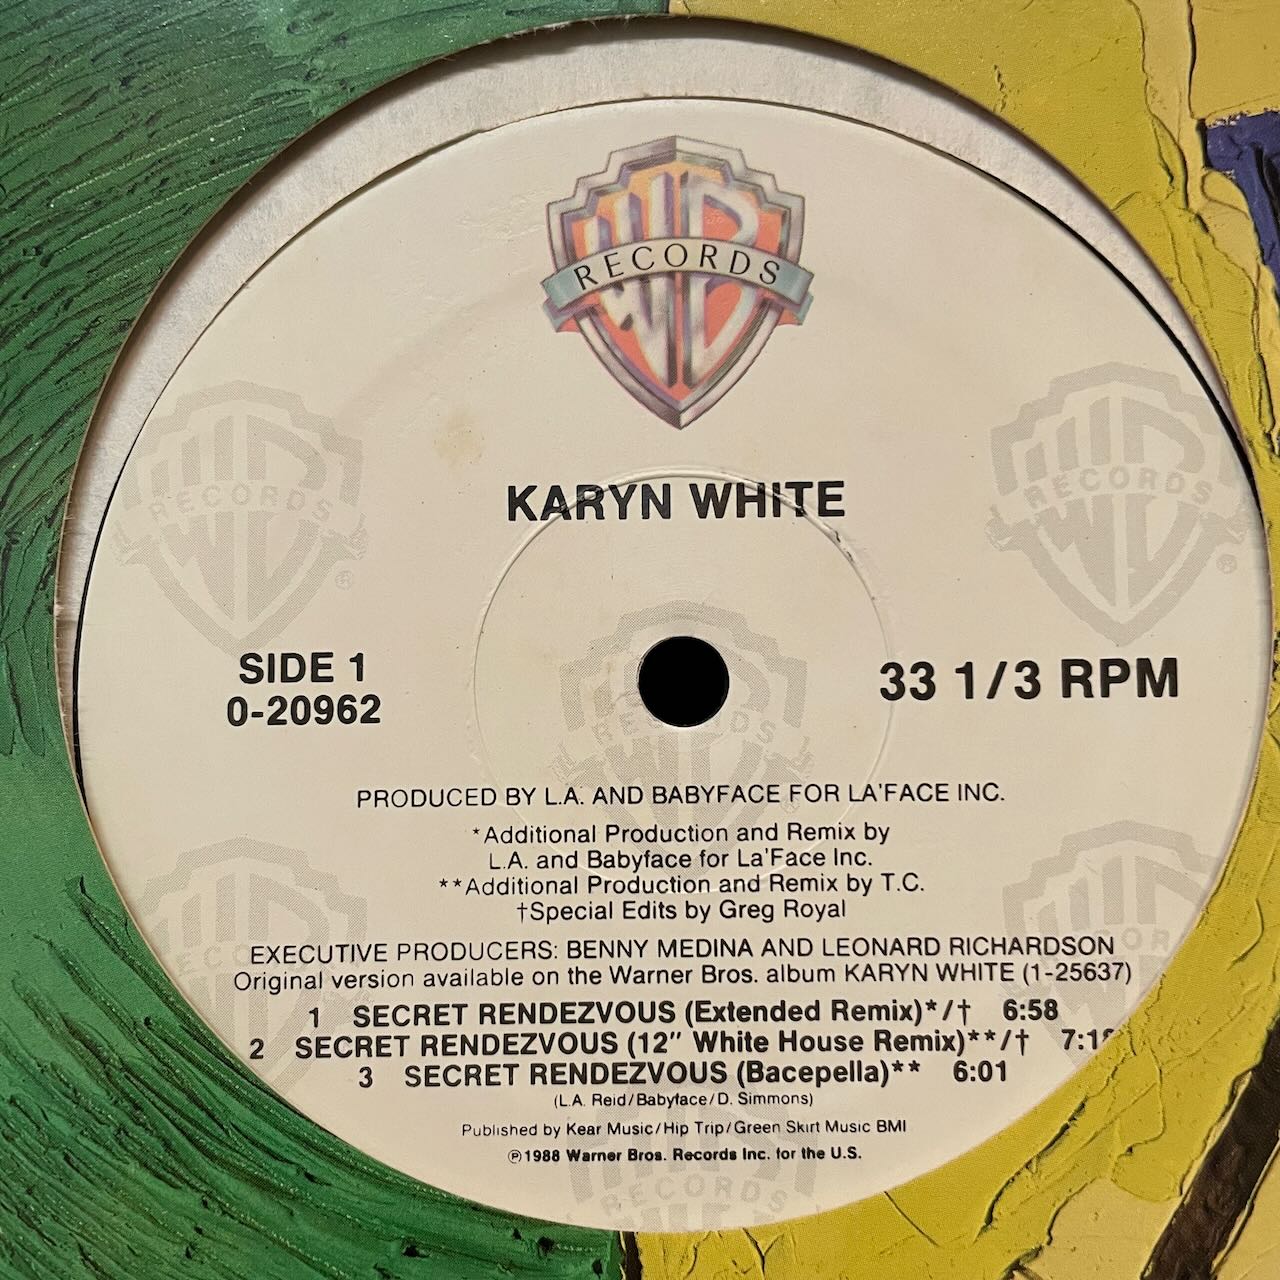 RECORDS
KARYN WHITE
SIDE 1
0-20962
33 1/3 RPM
PRODUCED BY L.A. AND BABYFACE FOR LA'FACE INC.
*Additional Production and Remix by
L.A. and Babyface for La'Face Inc.
**Additional Production and Remix by T.C.
†Special Edits by Greg Royal
EXECUTIVE PRODUCERS: BENNY MEDINA AND LEONARD RICHARDSON
Original version available on the Warner Bros. album KARYN WHITE (1-25637)
1 SECRET RENDEZVOUS (Extended Remix)*/† 6:58
2 SECRET RENDEZVOUS (12" White House Remix)**/†
3 SECRET RENDEZVOUS (Bacepella)** 6:01
(L.A. Reid/Babyface/D. Simmons)
Published by Kear Music/Hip Trip/Green Skirt Music BMI
℗1988 Warner Bros. Records Inc. for the U.S.